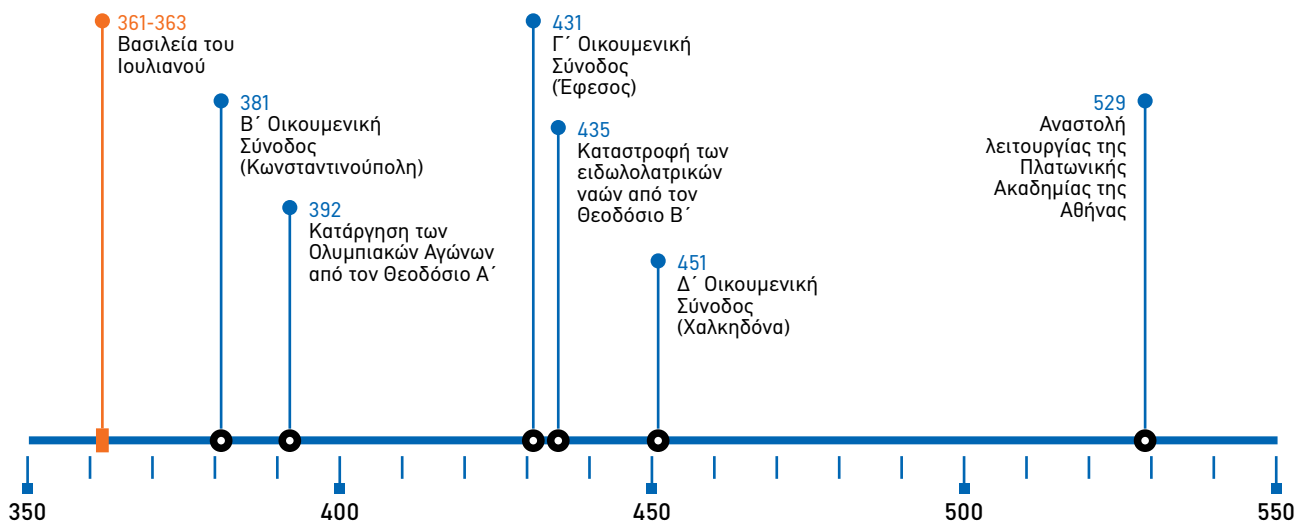 361-363
Βασιλεία του
Ιουλιανού
381
Β΄ Οικουμενική
Σύνοδος
(Κωνσταντινούπολη)
392
Κατάργηση των
Ολυμπιακών Αγώνων
από τον Θεοδόσιο Α΄
431
Γ΄ Οικουμενική
Σύνοδος
(Έφεσος)
435
Καταστροφή των
ειδωλολατρικών
ναών από τον
Θεοδόσιο Β΄
451
Δ΄ Οικουμενική
Σύνοδος
(Χαλκηδόνα)
529
Αναστολή
λειτουργίας της
Πλατωνικής
Ακαδημίας της
Αθήνας
350 400 450 500 550